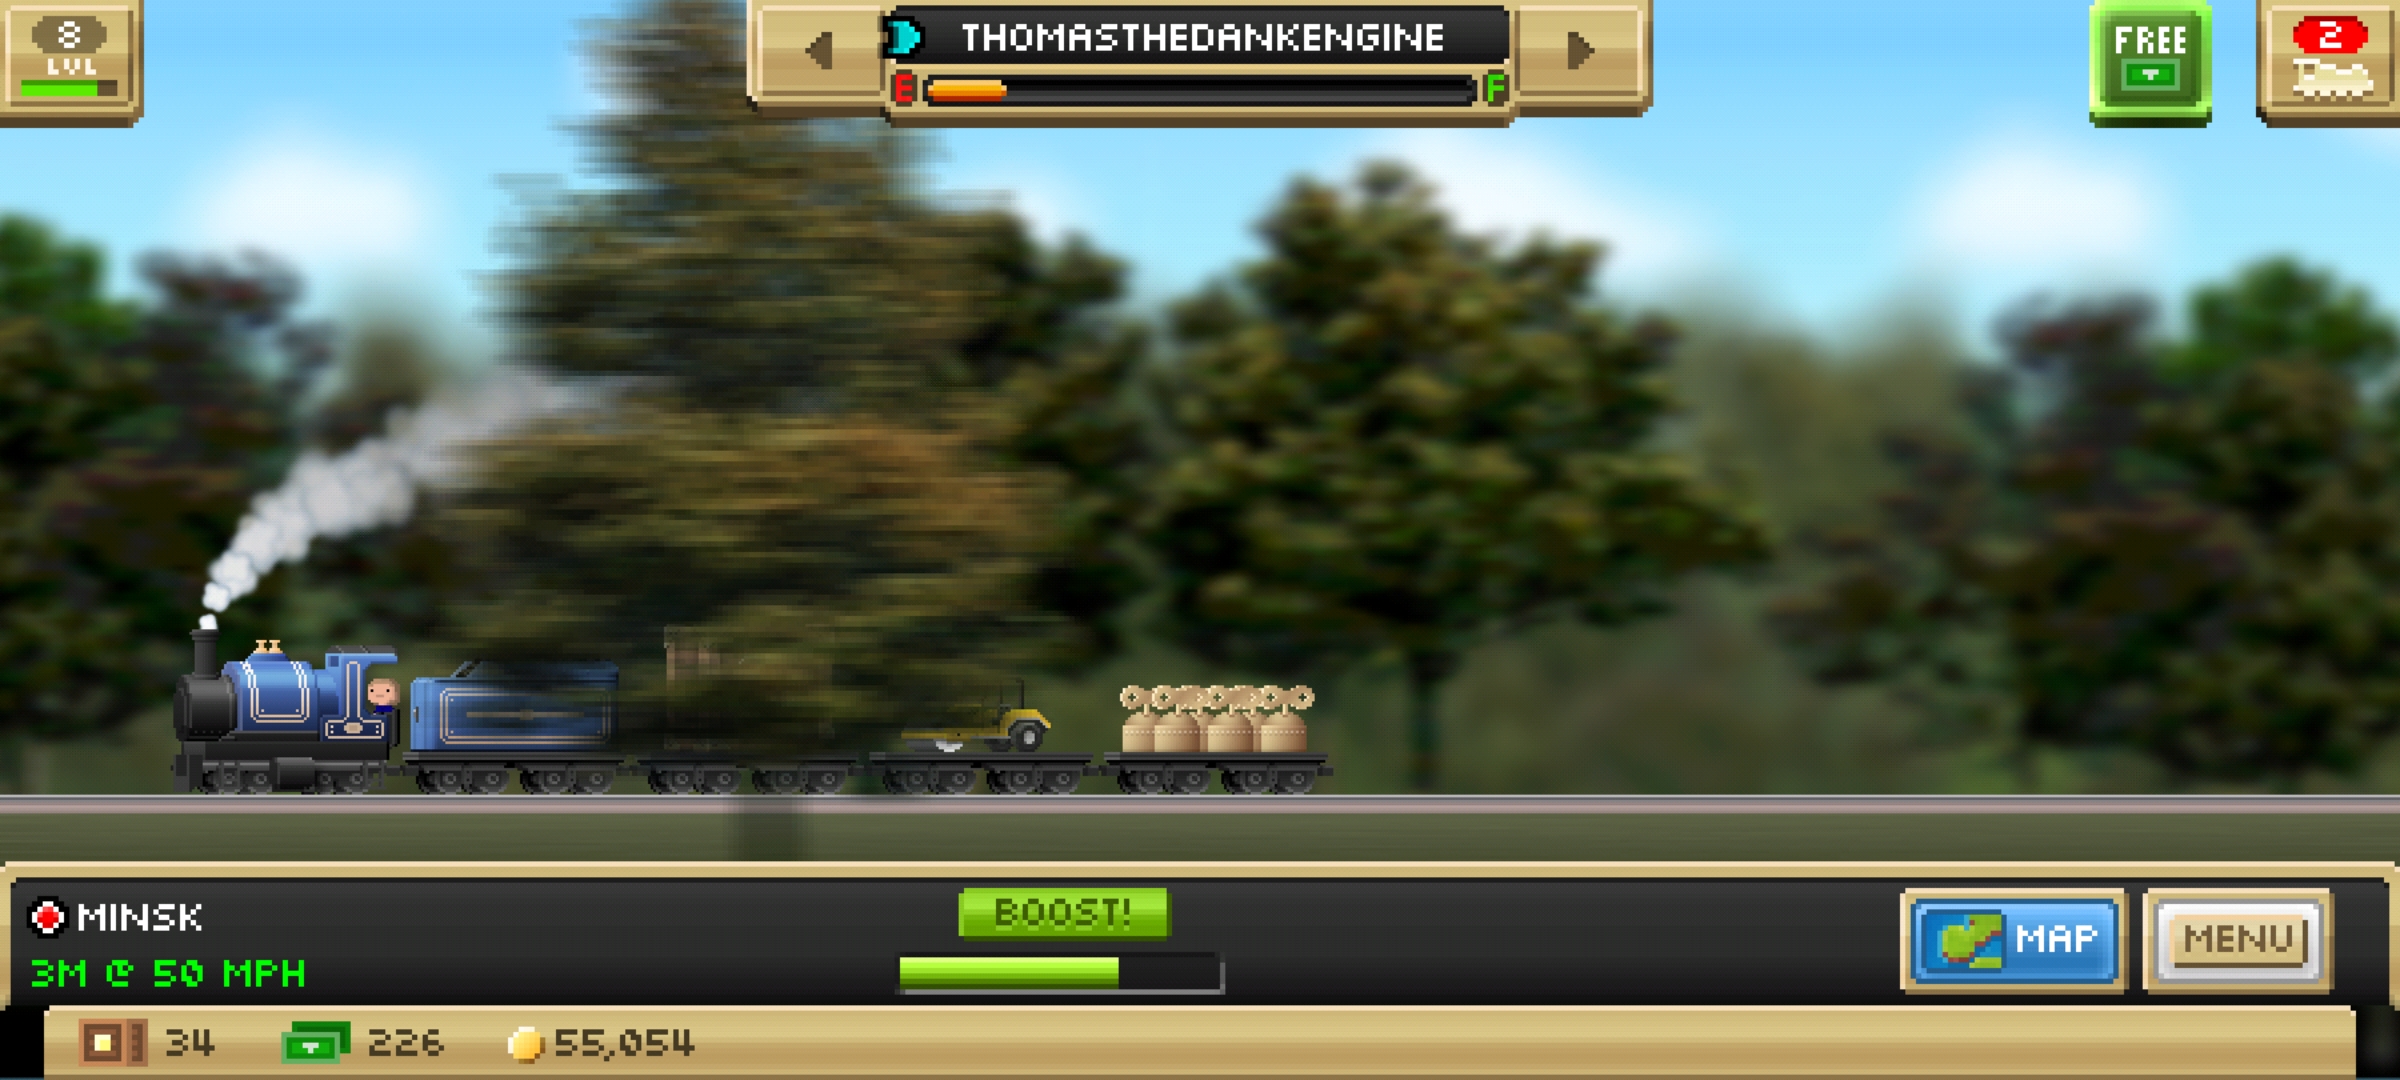 8
LVL
THOMASTHEDANKENGINE
E F
FREE
2
MINSK
3M @ 50 MPH
BOOST!
MAP
MENU
34 226 55,054